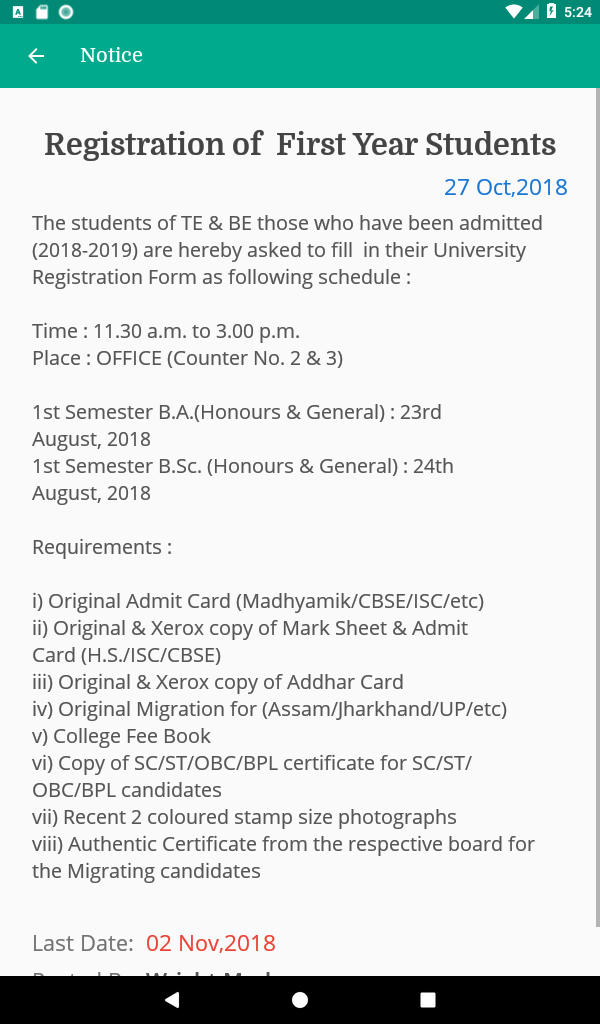 5:24
Notice
Registration of  First Year Students
27 Oct,2018
The students of TE & BE those who have been admitted
(2018-2019) are hereby asked to fill  in their University
Registration Form as following schedule :
Time : 11.30 a.m. to 3.00 p.m.
Place : OFFICE (Counter No. 2 & 3)
1st Semester B.A.(Honours & General) : 23rd
August, 2018
1st Semester B.Sc. (Honours & General) : 24th
August, 2018
Requirements :
i) Original Admit Card (Madhyamik/CBSE/ISC/etc)
ii) Original & Xerox copy of Mark Sheet & Admit
Card (H.S./ISC/CBSE)
iii) Original & Xerox copy of Addhar Card
iv) Original Migration for (Assam/Jharkhand/UP/etc)
v) College Fee Book
vi) Copy of SC/ST/OBC/BPL certificate for SC/ST/
OBC/BPL candidates
vii) Recent 2 coloured stamp size photographs
viii) Authentic Certificate from the respective board for
the Migrating candidates
Last Date:  02 Nov,2018